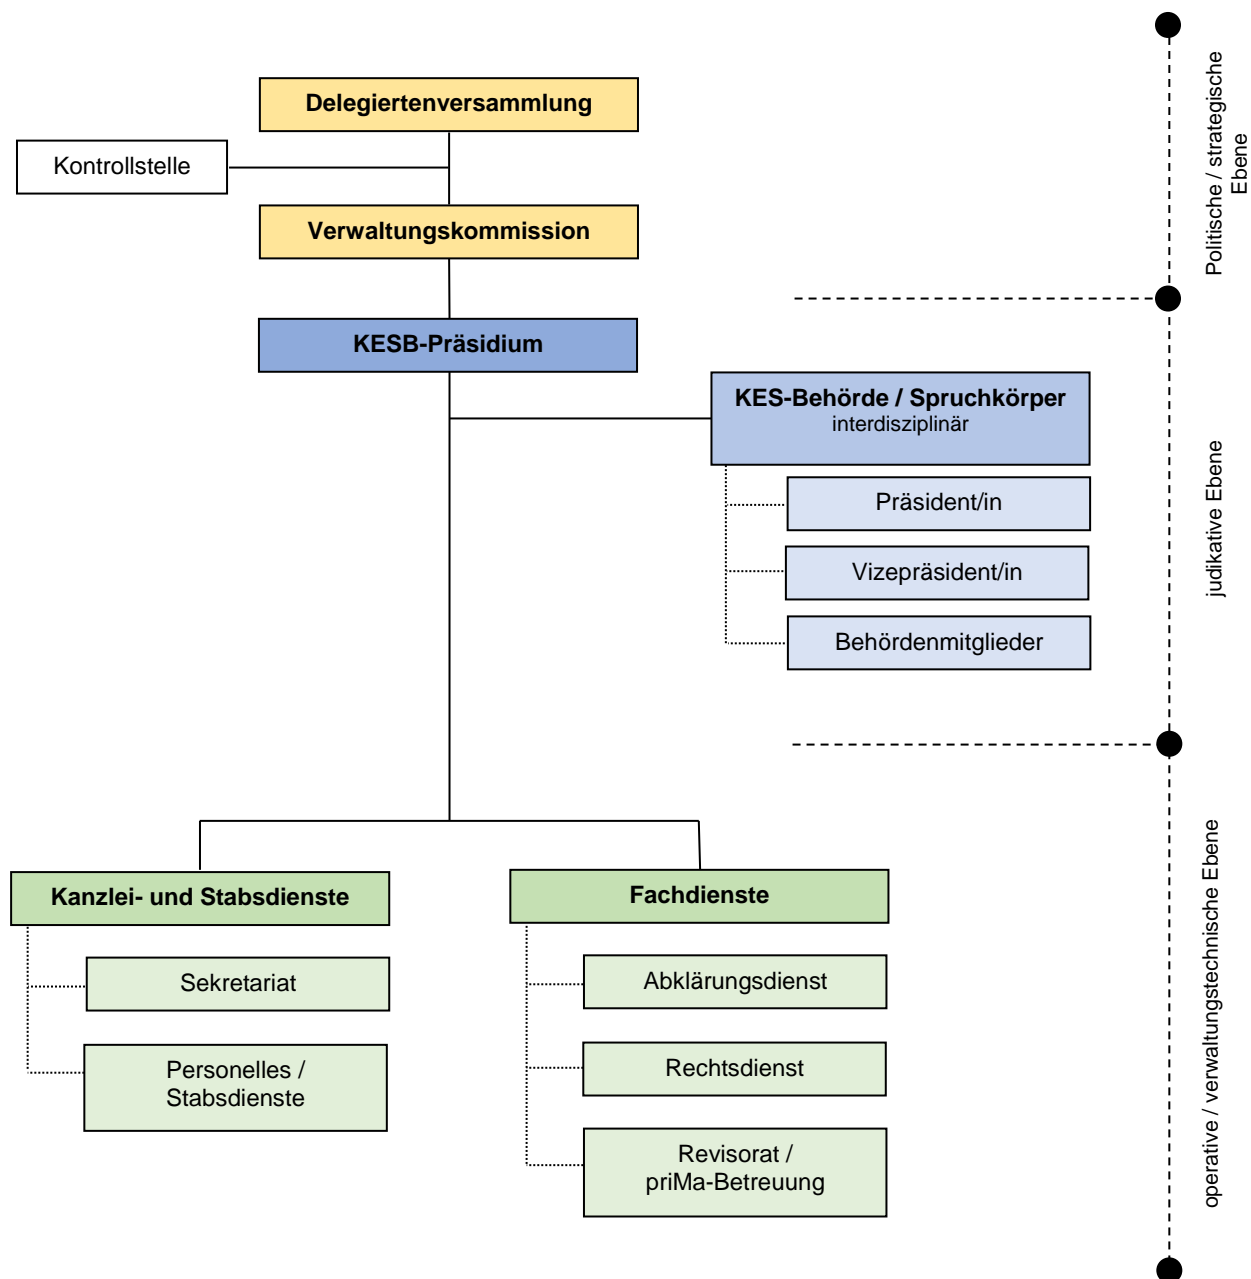 Delegiertenversammlung
Kontrollstelle
Verwaltungskommission
KESB-Präsidium
KES-Behörde / Spruchkörper
interdisziplinär
Präsident/in
Vizepräsident/in
Behördenmitglieder
Kanzlei- und Stabsdienste
Sekretariat
Personelles /
Stabsdienste
Fachdienste
Abklärungsdienst
Rechtsdienst
Revisorat /
priMa-Betreuung
Politische / strategische
Ebene
judikative Ebene
operative / verwaltungstechnische Ebene